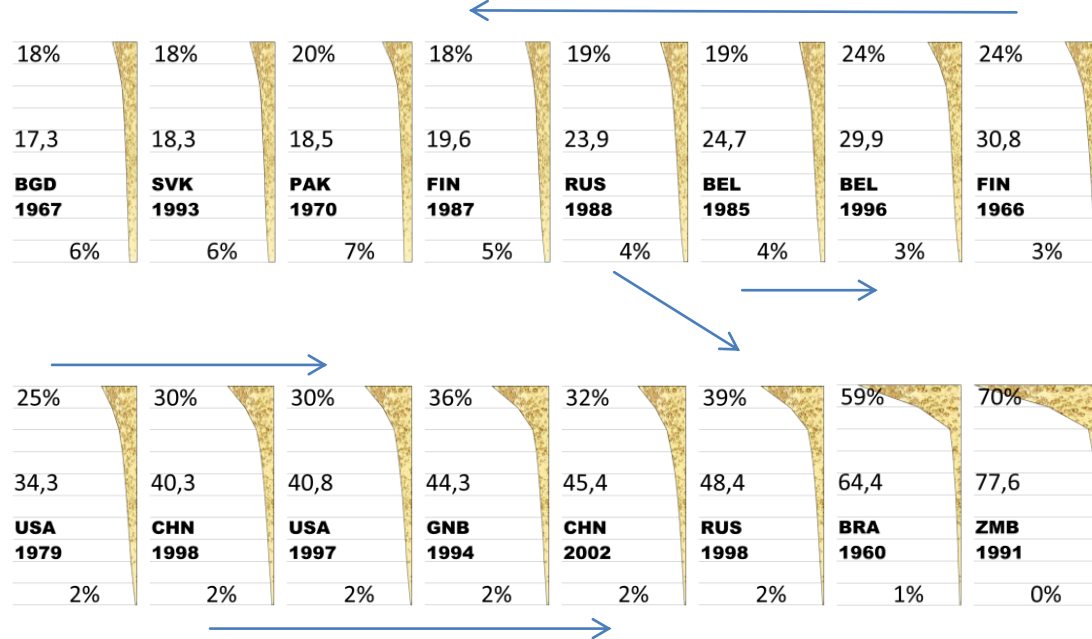 18% 18% 20% 18% 19% 19% 24% 24%
17,3 18,3 18,5 19,6 23,9 24,7 29,9 30,8
BGD SVK PAK FIN RUS BEL BEL FIN
1967 1993 1970 1987 1988 1985 1996 1966
6% 6% 7% 5% 4% 4% 3% 3%
25% 30% 30% 36% 32% 39% 59% 70%
34,3 40,3 40,8 44,3 45,4 48,4 64,4 77,6
USA CHN USA GNB CHN RUS BRA ZMB
1979 1998 1997 1994 2002 1998 1960 1991
2% 2% 2% 2% 2% 2% 1% 0%